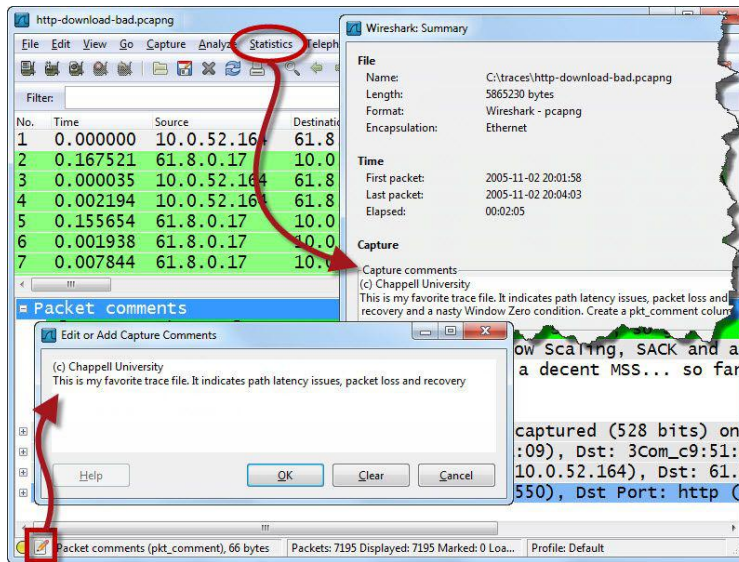 http-download-bad.pcapng
File Edit View Go Capture Analyze Statistics Teleph
Filter:
No. Time Source Destinatio
1 0.000000 10.0.52.164 61.8
2 0.167521 61.8.0.17 10.0
3 0.000035 10.0.52.164 61.8
4 0.002194 10.0.52.164 61.8
5 0.155654 61.8.0.17 10.0
6 0.001938 61.8.0.17 10.0
7 0.007844 61.8.0.17 10.0
Packet comments
Wireshark: Summary
File
Name: C:\traces\http-download-bad.pcapng
Length: 5865230 bytes
Format: Wireshark - pcapng
Encapsulation: Ethernet
Time
First packet: 2005-11-02 20:01:58
Last packet: 2005-11-02 20:04:03
Elapsed: 00:02:05
Capture
Capture comments
(c) Chappell University
This is my favorite trace file. It indicates path latency issues, packet loss and
recovery and a nasty Window Zero condition. Create a pkt_comment colum
Edit or Add Capture Comments
(c) Chappell University
This is my favorite trace file. It indicates path latency issues, packet loss and recovery
Help OK Clear Cancel
ow Scaling, SACK and a
a decent MSS... so far
captured (528 bits) on
:09), Dst: 3Com_c9:51:
10.0.52.164), Dst: 61.
550), Dst Port: http (
Packet comments (pkt_comment), 66 bytes Packets: 7195 Displayed: 7195 Marked: 0 Loa... Profile: Default